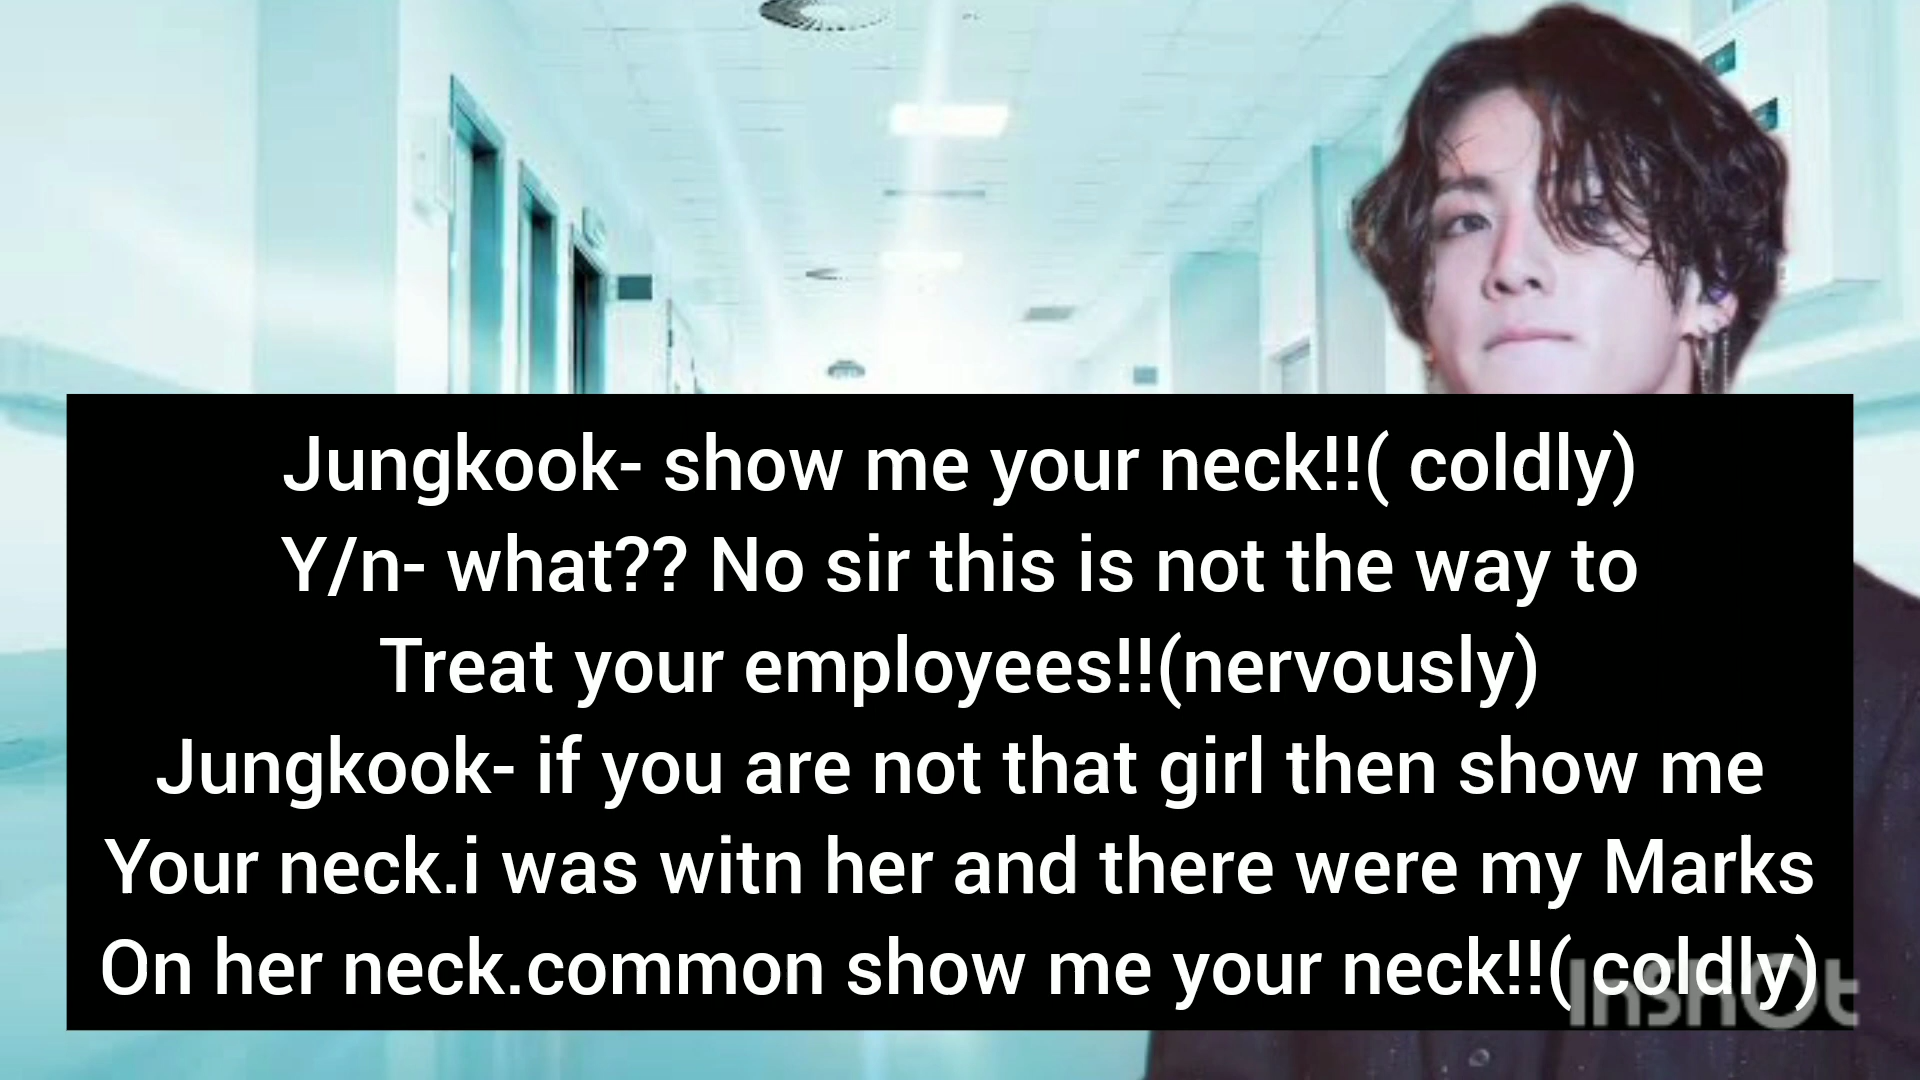 Jungkook- show me your neck!!( coldly)
Y/n- what?? No sir this is not the way to
Treat your employees!!(nervously)
Jungkook- if you are not that girl then show me
Your neck.i was witn her and there were my Marks
On her neck.common show me your neck!!( coldly)
InShOt